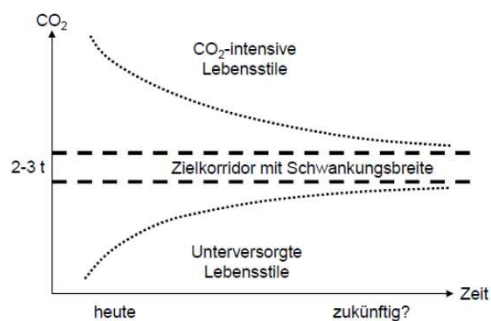 CO₂
CO₂-intensive
Lebensstile
2-3 t
Zielkorridor mit Schwankungsbreite
Unterversorgte
Lebensstile
Zeit
heute
zukünftig?